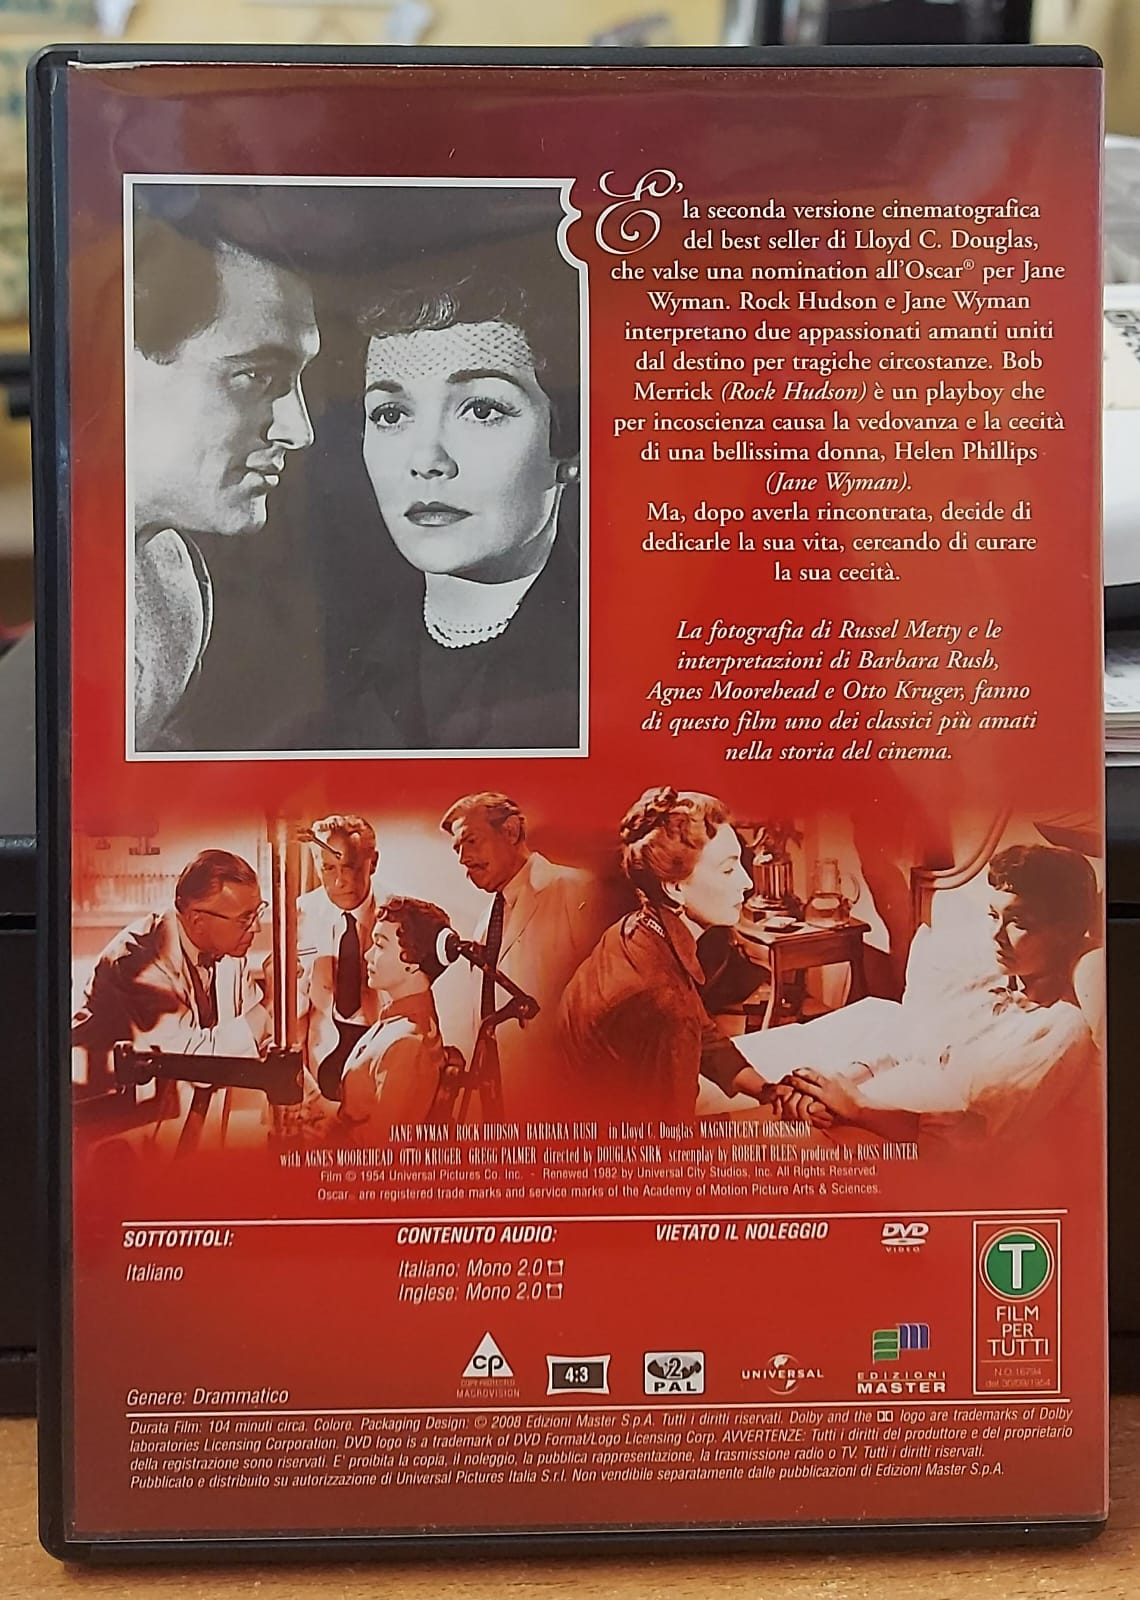 E' la seconda versione cinematografica
del best seller di Lloyd C. Douglas,
che valse una nomination all'Oscar® per Jane
Wyman. Rock Hudson e Jane Wyman
interpretano due appassionati amanti uniti
dal destino per tragiche circostanze. Bob
Merrick (Rock Hudson) è un playboy che
per incoscienza causa la vedovanza e la cecità
di una bellissima donna, Helen Phillips
(Jane Wyman).
Ma, dopo averla rincontrata, decide di
dedicarle la sua vita, cercando di curare
la sua cecità.
La fotografia di Russel Metty e le
interpretazioni di Barbara Rush,
Agnes Moorehead e Otto Kruger, fanno
di questo film uno dei classici più amati
nella storia del cinema.
JANE WYMAN ROCK HUDSON BARBARA RUSH in Lloyd C. Douglas' MAGNIFICENT OBSESSION
with AGNES MOOREHEAD OTTO KRUGER GREGG PALMER directed by DOUGLAS SIRK screenplay by ROBERT BLEES produced by ROSS HUNTER
Film © 1954 Universal Pictures Co. Inc. - Renewed 1982 by Universal City Studios, Inc. All Rights Reserved.
Oscar® are registered trade marks and service marks of the Academy of Motion Picture Arts & Sciences.
SOTTOTITOLI:
Italiano
CONTENUTO AUDIO:
Italiano: Mono 2.0
Inglese: Mono 2.0
VIETATO IL NOLEGGIO
DVD
VIDEO
T
FILM
PER
TUTTI
N.O. 16794
del 30/09/1954
Genere: Drammatico
CP
COPY PROTECTED
MACROVISION
4:3
2
PAL
UNIVERSAL
EDIZIONI
MASTER
Durata Film: 104 minuti circa. Colore. Packaging Design: © 2008 Edizioni Master S.p.A. Tutti i diritti riservati. Dolby and the logo are trademarks of Dolby
laboratories Licensing Corporation. DVD logo is a trademark of DVD Format/Logo Licensing Corp. AVVERTENZE: Tutti i diritti del produttore e del proprietario
della registrazione sono riservati. E' proibita la copia, il noleggio, la pubblica rappresentazione, la trasmissione radio o TV. Tutti i diritti riservati.
Pubblicato e distribuito su autorizzazione di Universal Pictures Italia S.r.l. Non vendibile separatamente dalle pubblicazioni di Edizioni Master S.p.A.